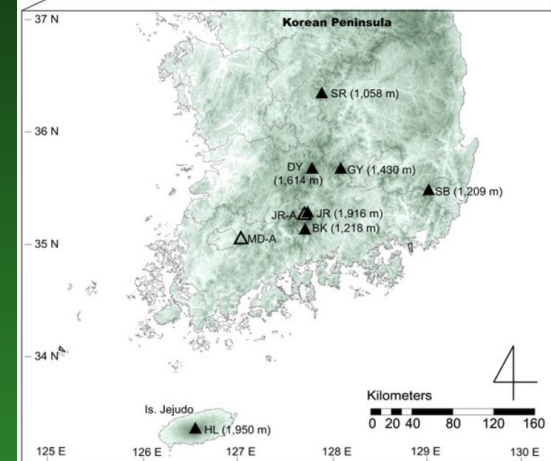 37 N
Korean Peninsula
SR (1,058 m)
36 N
DY
(1,614 m)
GY (1,430 m)
SB (1,209 m)
JR-A
JR (1,916 m)
BK (1,218 m)
MD-A
35 N
34 N
Kilometers
0 20 40 80 120 160
Is. Jejudo
HL (1,950 m)
125 E 126 E 127 E 128 E 129 E 130 E